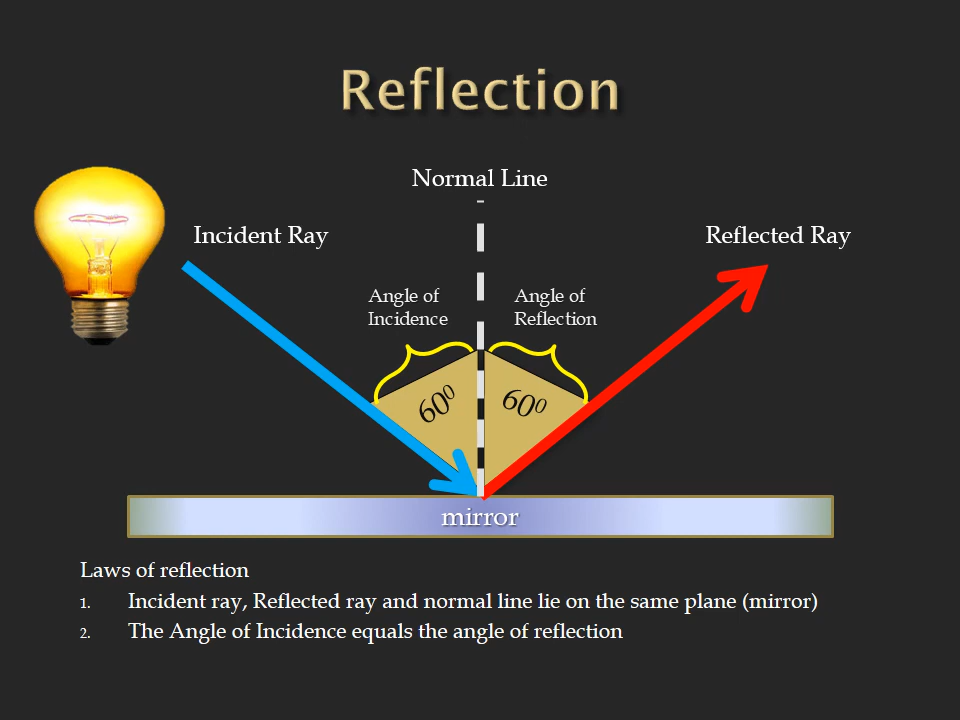 Reflection
Normal Line
Incident Ray
Reflected Ray
Angle of
Incidence
Angle of
Reflection
60⁰
60⁰
mirror
Laws of reflection
1. Incident ray, Reflected ray and normal line lie on the same plane (mirror)
2. The Angle of Incidence equals the angle of reflection